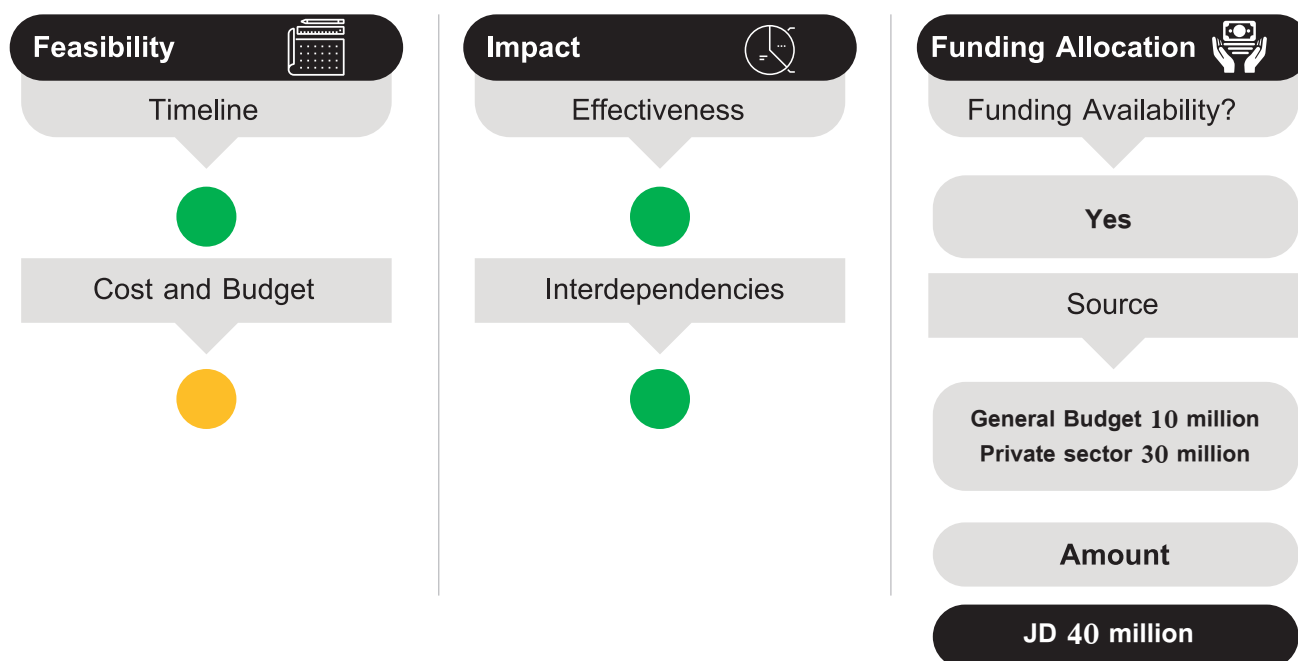 Feasibility
Timeline
Cost and Budget
Impact
Effectiveness
Interdependencies
Funding Allocation
Funding Availability?
Yes
Source
General Budget 10 million
Private sector 30 million
Amount
JD 40 million